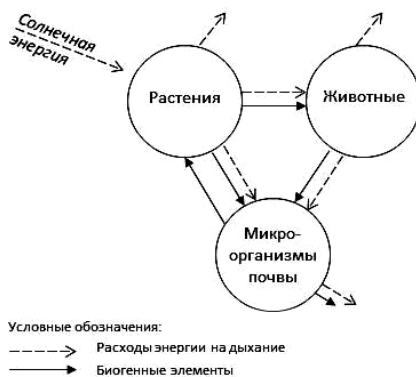 Солнечная
энергия
Растения
Животные
Микро-
организмы
почвы
Условные обозначения:
Расходы энергии на дыхание
Биогенные элементы